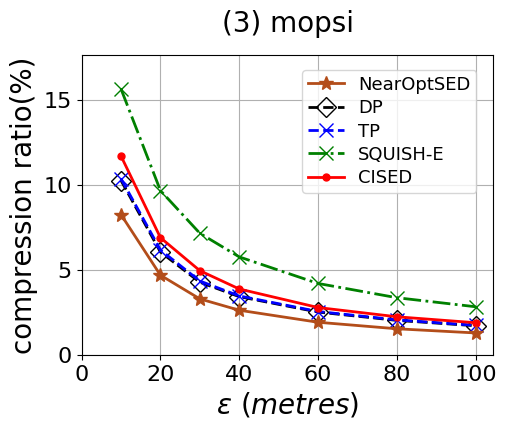 (3) mopsi
compression ratio(%)
15
10
5
0
NearOptSED
DP
TP
SQUISH-E
CISED
0 20 40 60 80 100
ε (metres)